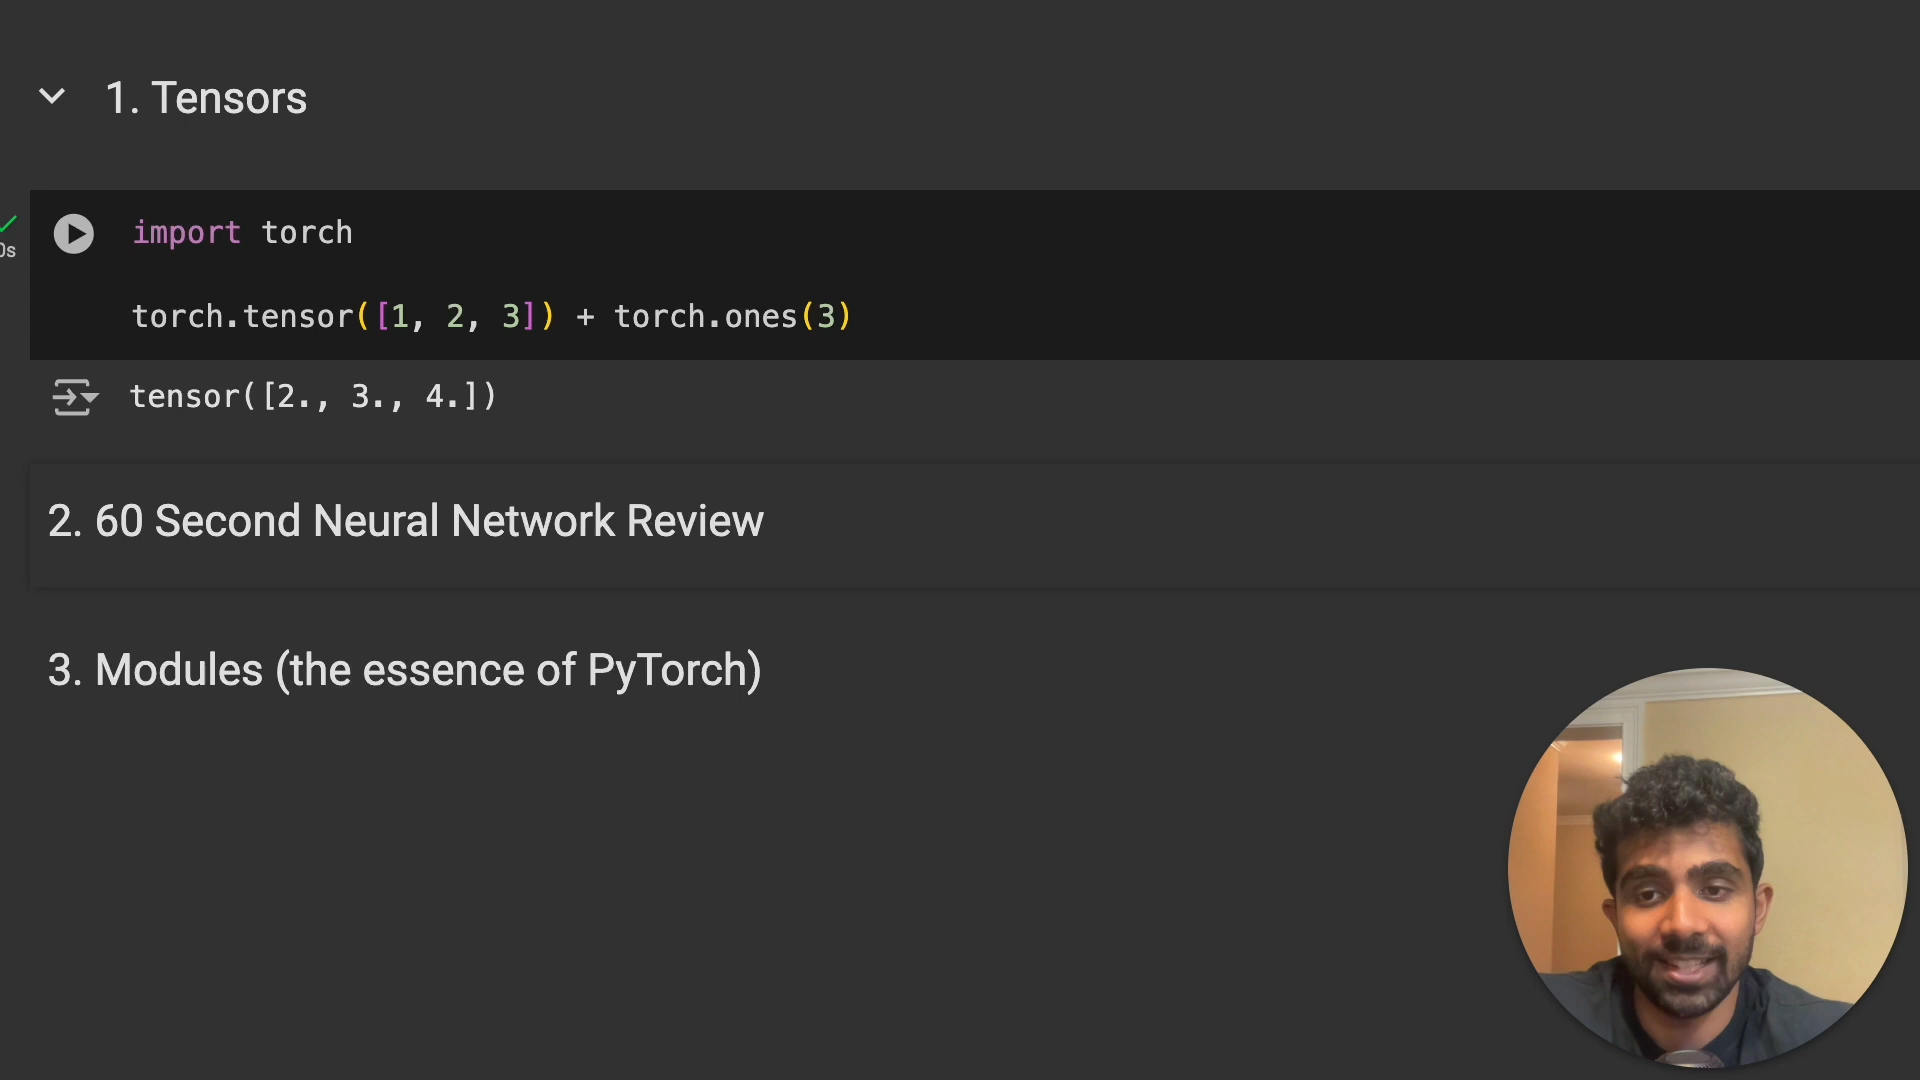 1. Tensors
import torch
0s
torch.tensor([1, 2, 3]) + torch.ones(3)
tensor([2., 3., 4.])
2. 60 Second Neural Network Review
3. Modules (the essence of PyTorch)